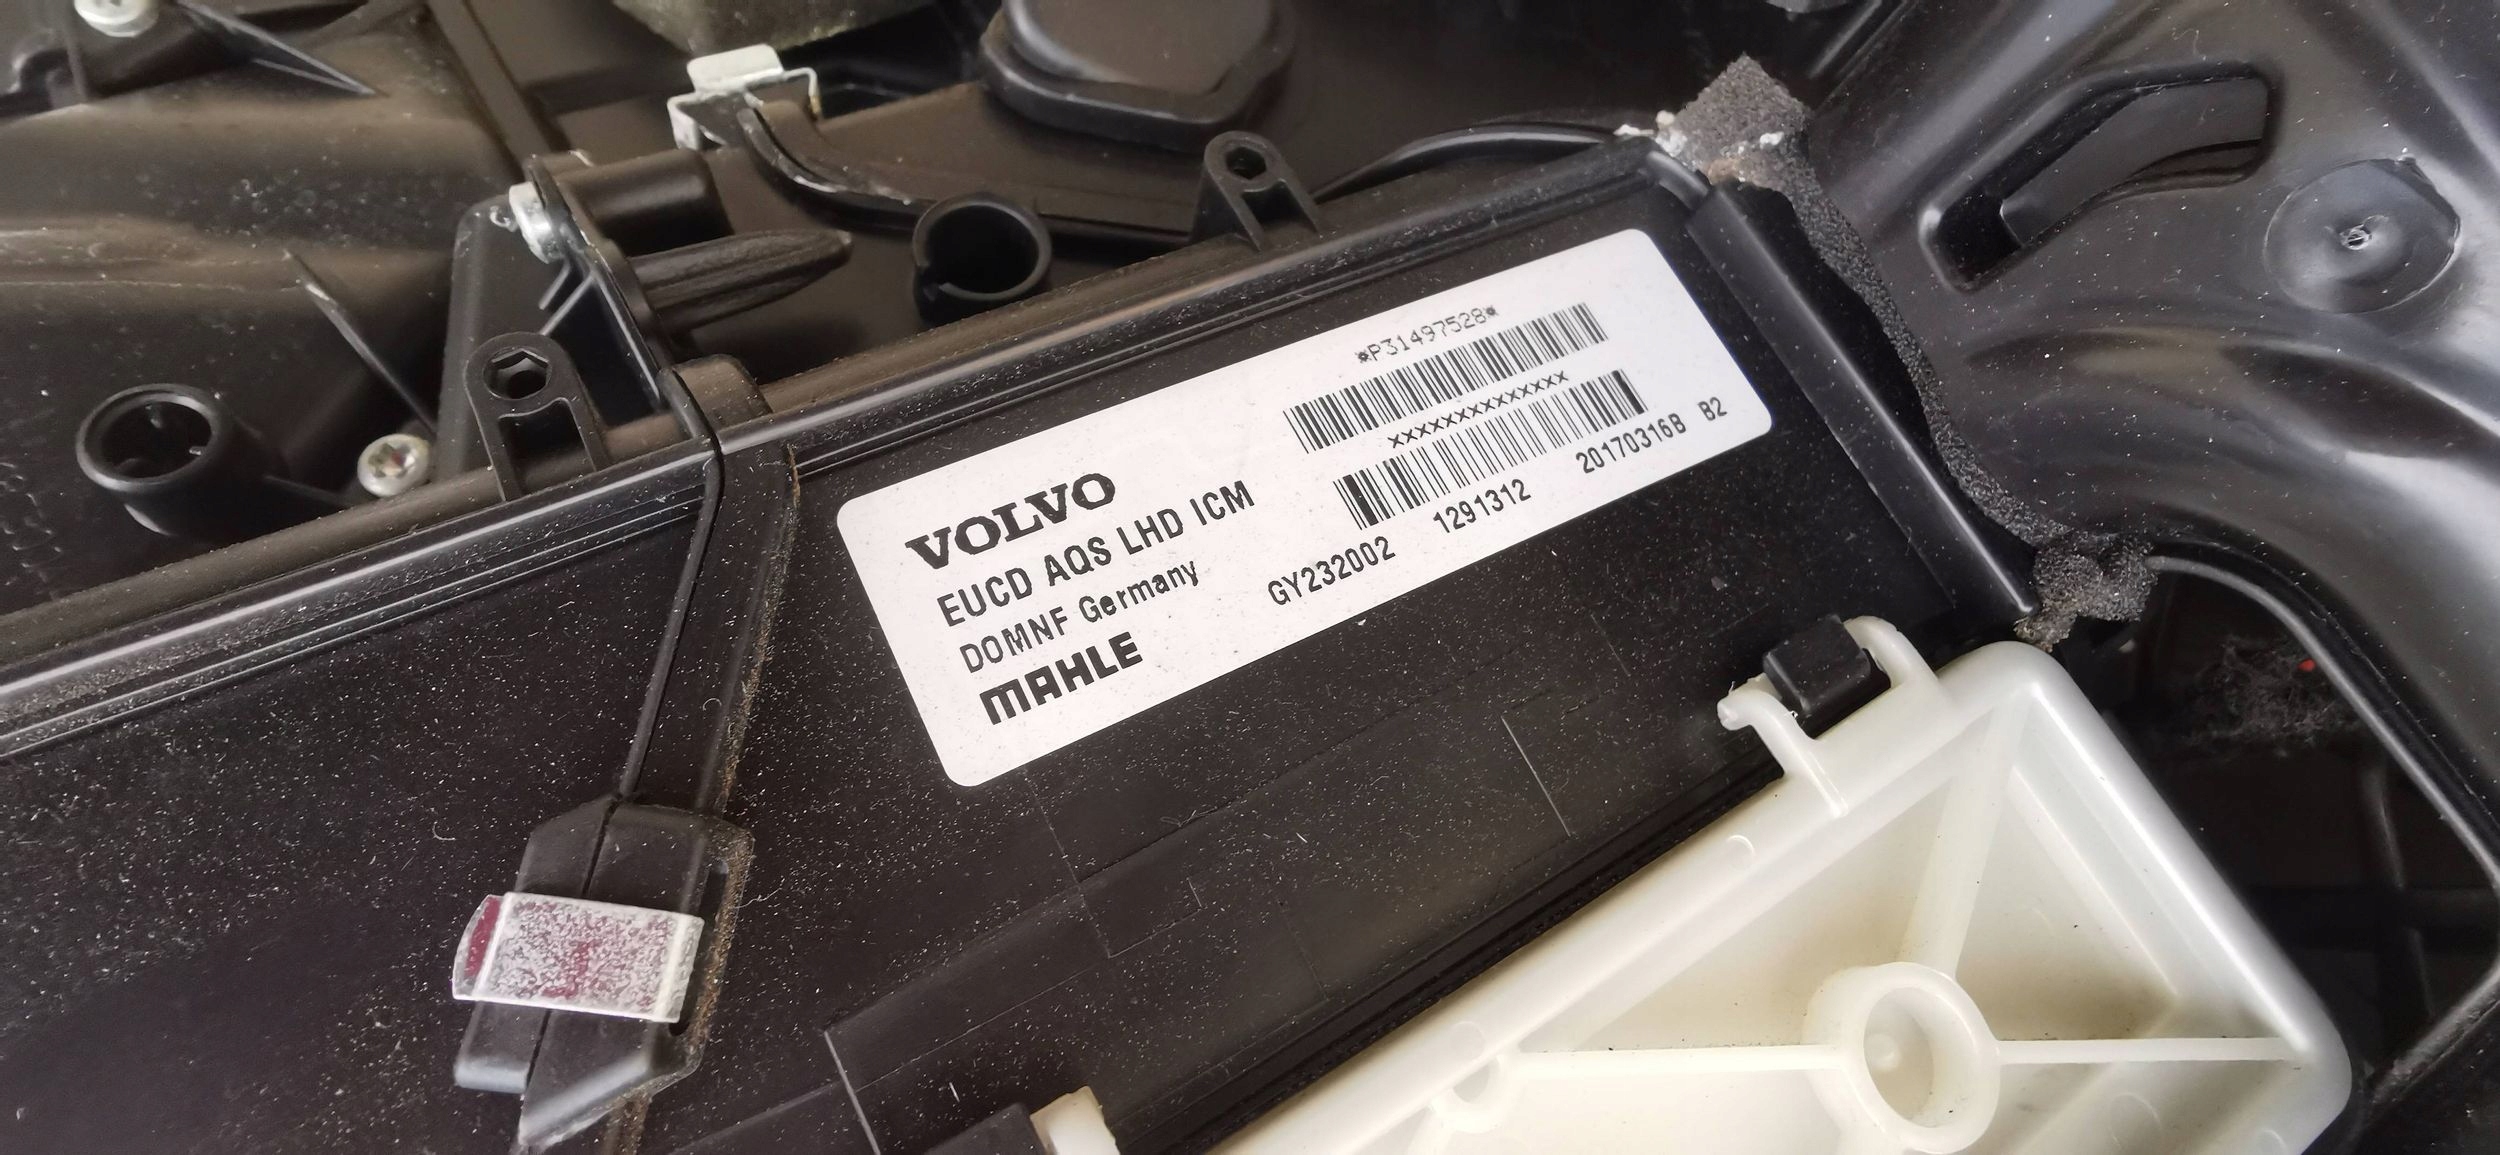 *P31497528*
xxxxxxxxxxxxxx
VOLVO
EUCD AQS LHD ICM
DOMNF Germany
MAHLE
GY232002 1291312 20170316B B2